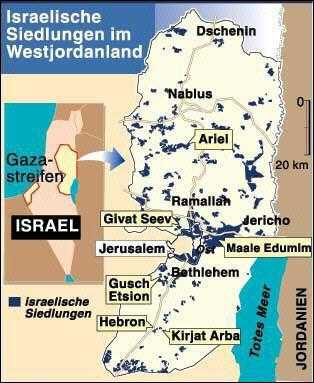 Israelische
Siedlungen im
Westjordanland
Dschenin
Nablus
0
20 km
Ariel
Gaza-
streifen
Ramallah
Givat Seev
Jericho
ISRAEL
Jerusalem
Maale Edumim
Bethlehem
Gusch
Etsion
Israelische
Siedlungen
Hebron
Kirjat Arba
Totes Meer
JORDANIEN